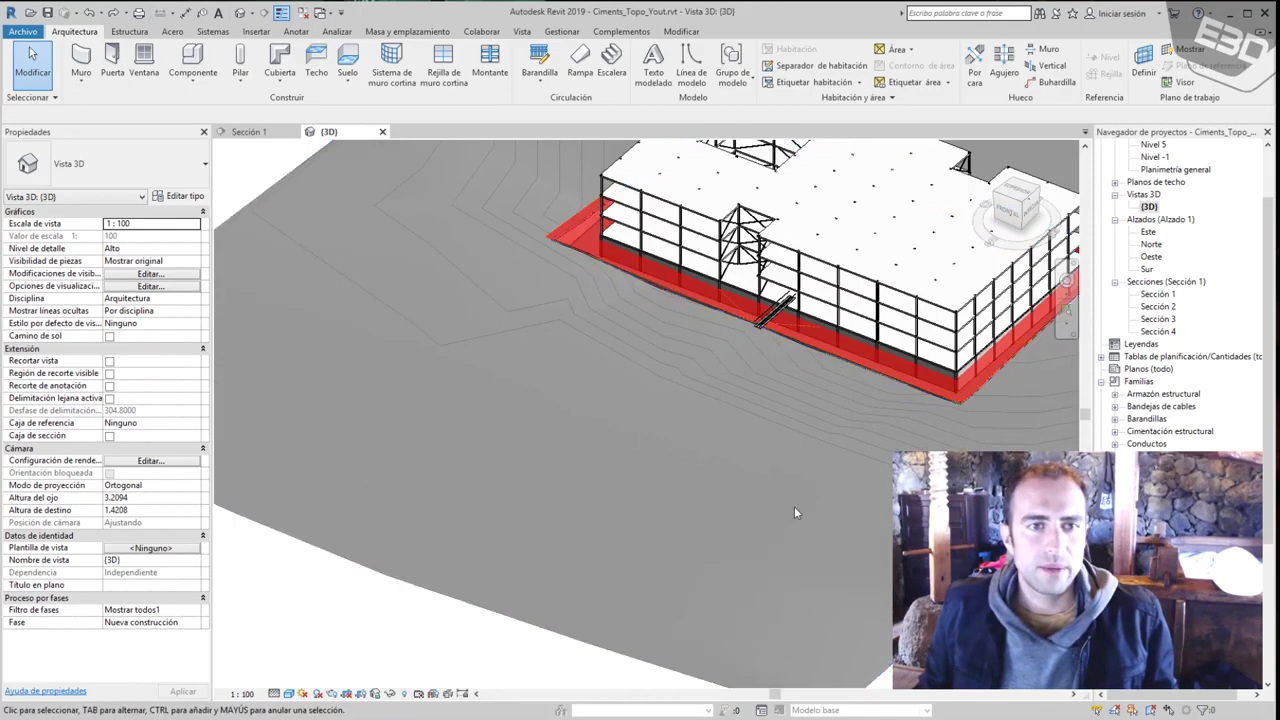 Autodesk Revit 2019 - Ciments_Topo_Yout.rvt - Vista 3D: {3D}
Escriba palabra clave o frase
Iniciar sesión
E3D
Archivo Arquitectura Estructura Acero Sistemas Insertar Anotar Analizar Masa y emplazamiento Colaborar Vista Gestionar Complementos Modificar
Modificar
Muro
Puerta
Ventana
Componente
Pilar
Cubierta
Techo
Suelo
Sistema de
muro cortina
Rejilla de
muro cortina
Montante
Barandilla
Rampa
Escalera
Texto
modelado
Línea de
modelo
Grupo de
modelo
Habitación
Separador de habitación
Etiquetar habitación
Área
Contorno de área
Etiquetar área
Por
cara
Agujero
Muro
Vertical
Buhardilla
Nivel
Rejilla
Definir
Mostrar
Plano de referencia
Visor
Seleccionar
Construir
Circulación
Modelo
Habitación y área
Hueco
Referencia
Plano de trabajo
Propiedades
Sección 1
{3D}
Navegador de proyectos - Ciments_Topo_...
Vista 3D
Vista 3D: {3D}
Editar tipo
Gráficos
Escala de vista 1 : 100
Valor de escala 1: 100
Nivel de detalle Alto
Visibilidad de piezas Mostrar original
Modificaciones de visib... Editar...
Opciones de visualizaci... Editar...
Disciplina Arquitectura
Mostrar líneas ocultas Por disciplina
Estilo por defecto de vis... Ninguno
Camino de sol
Extensión
Recortar vista
Región de recorte visible
Recorte de anotación
Delimitación lejana activa
Desfase de delimitación... 304.8000
Caja de referencia Ninguno
Caja de sección
Cámara
Configuración de rende... Editar...
Orientación bloqueada
Modo de proyección Ortogonal
Altura del ojo 3.2094
Altura de destino 1.4208
Posición de cámara Ajustando
Datos de identidad
Plantilla de vista <Ninguno>
Nombre de vista {3D}
Dependencia Independiente
Título en plano
Proceso por fases
Filtro de fases Mostrar todos1
Fase Nueva construcción
Ayuda de propiedades
Aplicar
Nivel 5
Nivel -1
Planimetría general
Planos de techo
Vistas 3D
{3D}
Alzados (Alzado 1)
Este
Norte
Oeste
Sur
Secciones (Sección 1)
Sección 1
Sección 2
Sección 3
Sección 4
Leyendas
Tablas de planificación/Cantidades (to
Planos (todo)
Familias
Armazón estructural
Bandejas de cables
Barandillas
Cimentación estructural
Conductos
1 : 100
Clic para seleccionar, TAB para alternar, CTRL para añadir y MAYÚS para anular una selección.
:0
Modelo base
:0